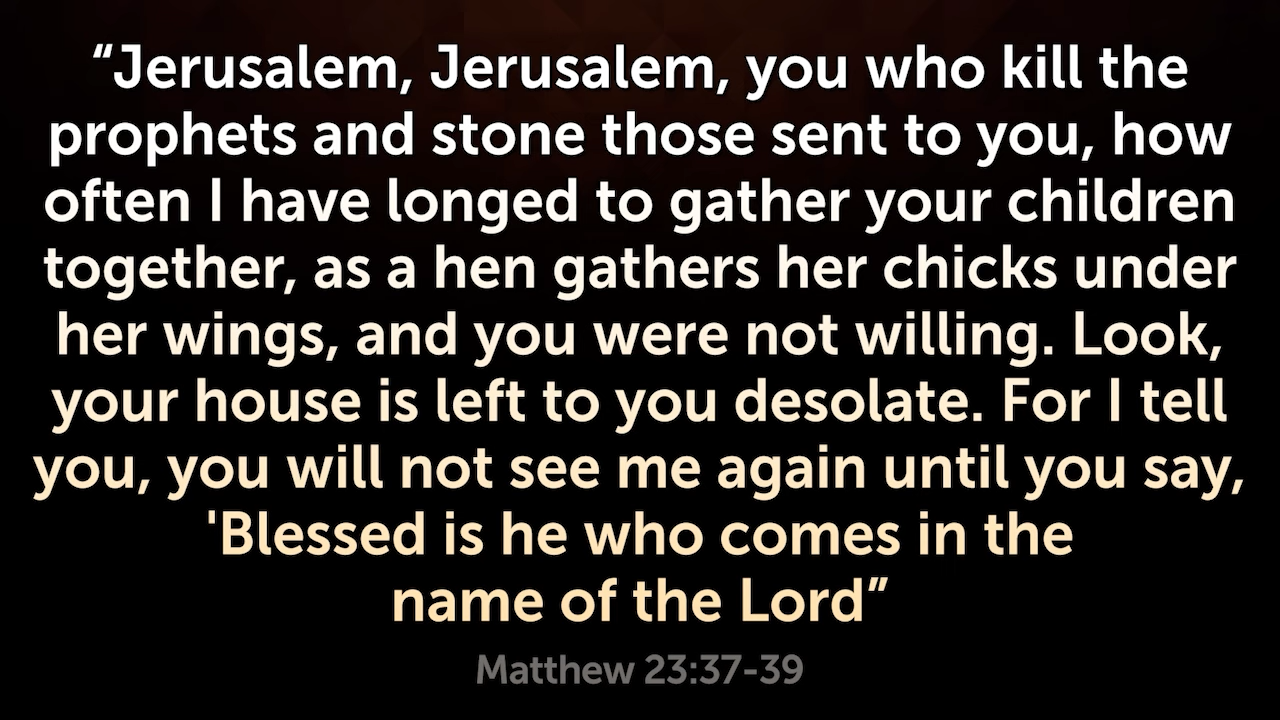 “Jerusalem, Jerusalem, you who kill the
prophets and stone those sent to you, how
often I have longed to gather your children
together, as a hen gathers her chicks under
her wings, and you were not willing. Look,
your house is left to you desolate. For I tell
you, you will not see me again until you say,
'Blessed is he who comes in the
name of the Lord”
Matthew 23:37-39